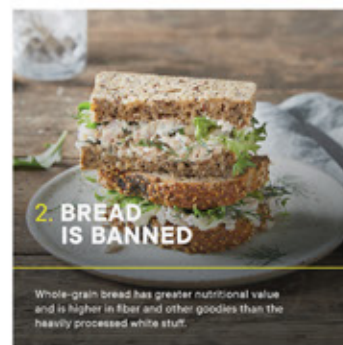 2. BREAD
IS BANNED
Whole-grain bread has greater nutritional value
and is higher in fiber and other goodies than the
heavily processed white stuff.